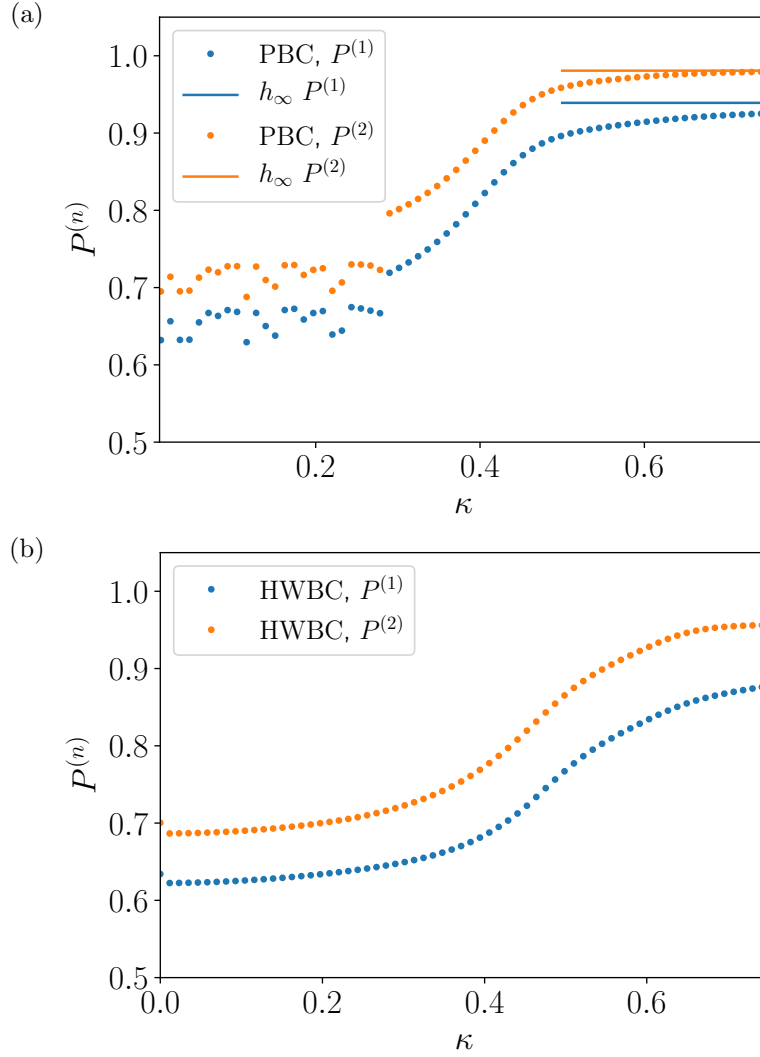 (a)
PBC, P⁽¹⁾
h∞ P⁽¹⁾
PBC, P⁽²⁾
h∞ P⁽²⁾
1.0
0.9
0.8
0.7
0.6
0.5
P⁽ⁿ⁾
0.2 0.4 0.6
κ
(b)
HWBC, P⁽¹⁾
HWBC, P⁽²⁾
1.0
0.9
0.8
0.7
0.6
0.5
P⁽ⁿ⁾
0.0 0.2 0.4 0.6
κ